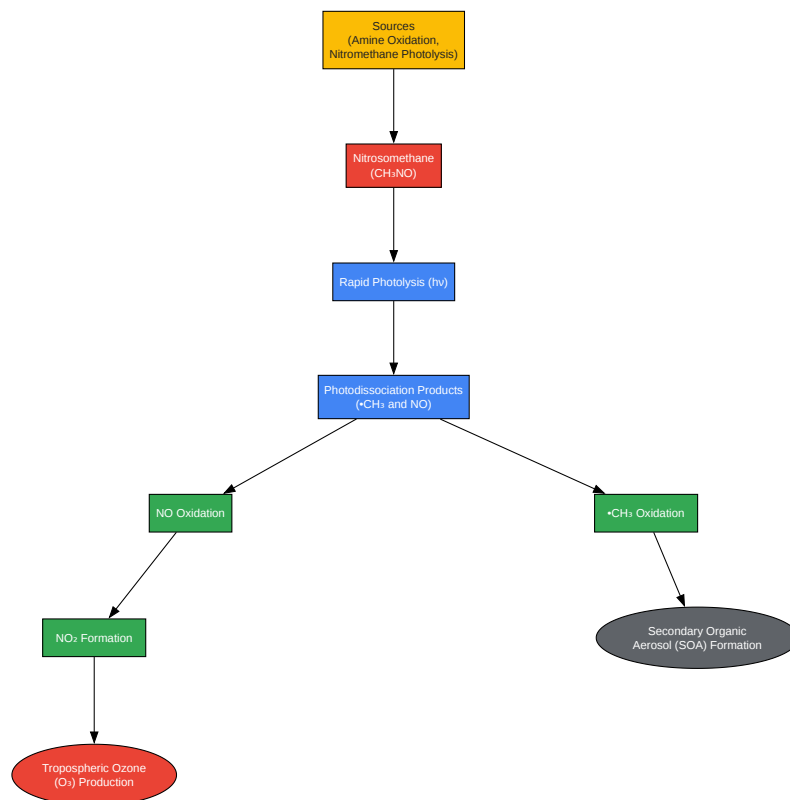 Sources
(Amine Oxidation,
Nitromethane Photolysis)
Nitrosomethane
(CH₃NO)
Rapid Photolysis (hν)
Photodissociation Products
(•CH₃ and NO)
NO Oxidation
•CH₃ Oxidation
NO₂ Formation
Secondary Organic
Aerosol (SOA) Formation
Tropospheric Ozone
(O₃) Production